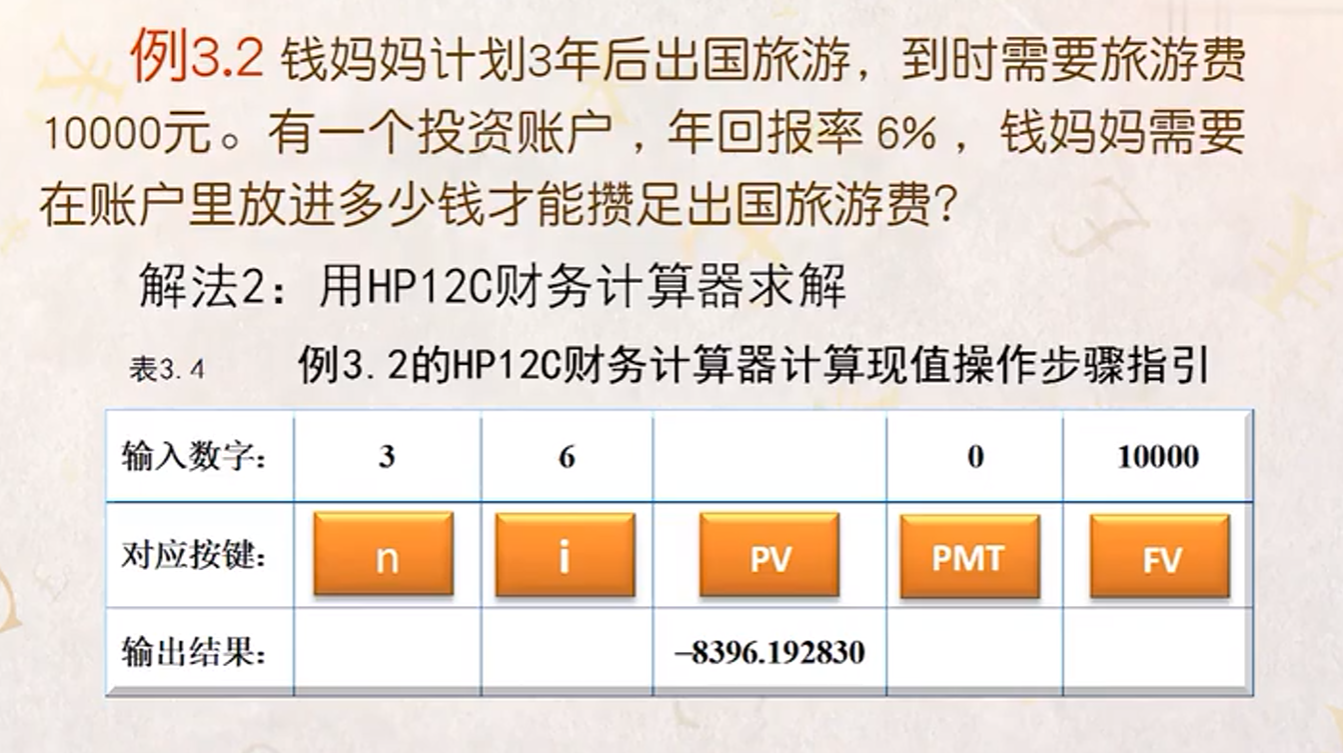 例3.2 钱妈妈计划3年后出国旅游，到时需要旅游费
10000元。有一个投资账户，年回报率 6%，钱妈妈需要
在账户里放进多少钱才能攒足出国旅游费？
解法2：用HP12C财务计算器求解
表3.4 例3.2的HP12C财务计算器计算现值操作步骤指引
输入数字： 3 6 0 10000
对应按键： n i PV PMT FV
输出结果： –8396.192830